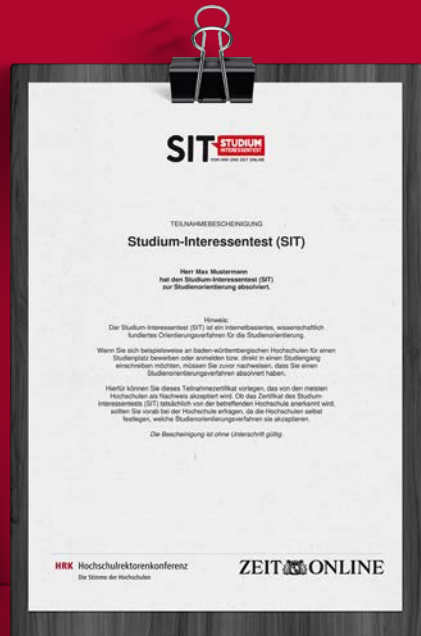 SIT STUDIUM
INTERESSENTEST
VON HRK UND ZEIT ONLINE
TEILNAHMEBESCHEINIGUNG
Studium-Interessentest (SIT)
Herr Max Mustermann
hat den Studium-Interessentest (SIT)
zur Studienorientierung absolviert.
Hinweis:
Der Studium-Interessentest (SIT) ist ein internetbasiertes, wissenschaftlich
fundiertes Orientierungsverfahren für die Studienorientierung.
Wenn Sie sich beispielsweise an baden-württembergischen Hochschulen für einen
Studienplatz bewerben oder anmelden bzw. direkt in einen Studiengang
einschreiben möchten, müssen Sie zuvor nachweisen, dass Sie einen
Studienorientierungsverfahren absolviert haben.
Hierfür können Sie dieses Teilnahmezertifikat vorlegen, das von den meisten
Hochschulen als Nachweis akzeptiert wird. Ob das Zertifikat des Studium-
Interessentests (SIT) tatsächlich von der betreffenden Hochschule anerkannt wird,
sollten Sie vorab bei der Hochschule erfragen, da die Hochschulen selbst
festlegen, welche Studienorientierungsverfahren sie akzeptieren.
Die Bescheinigung ist ohne Unterschrift gültig.
HRK Hochschulrektorenkonferenz
Die Stimme der Hochschulen
ZEIT ONLINE